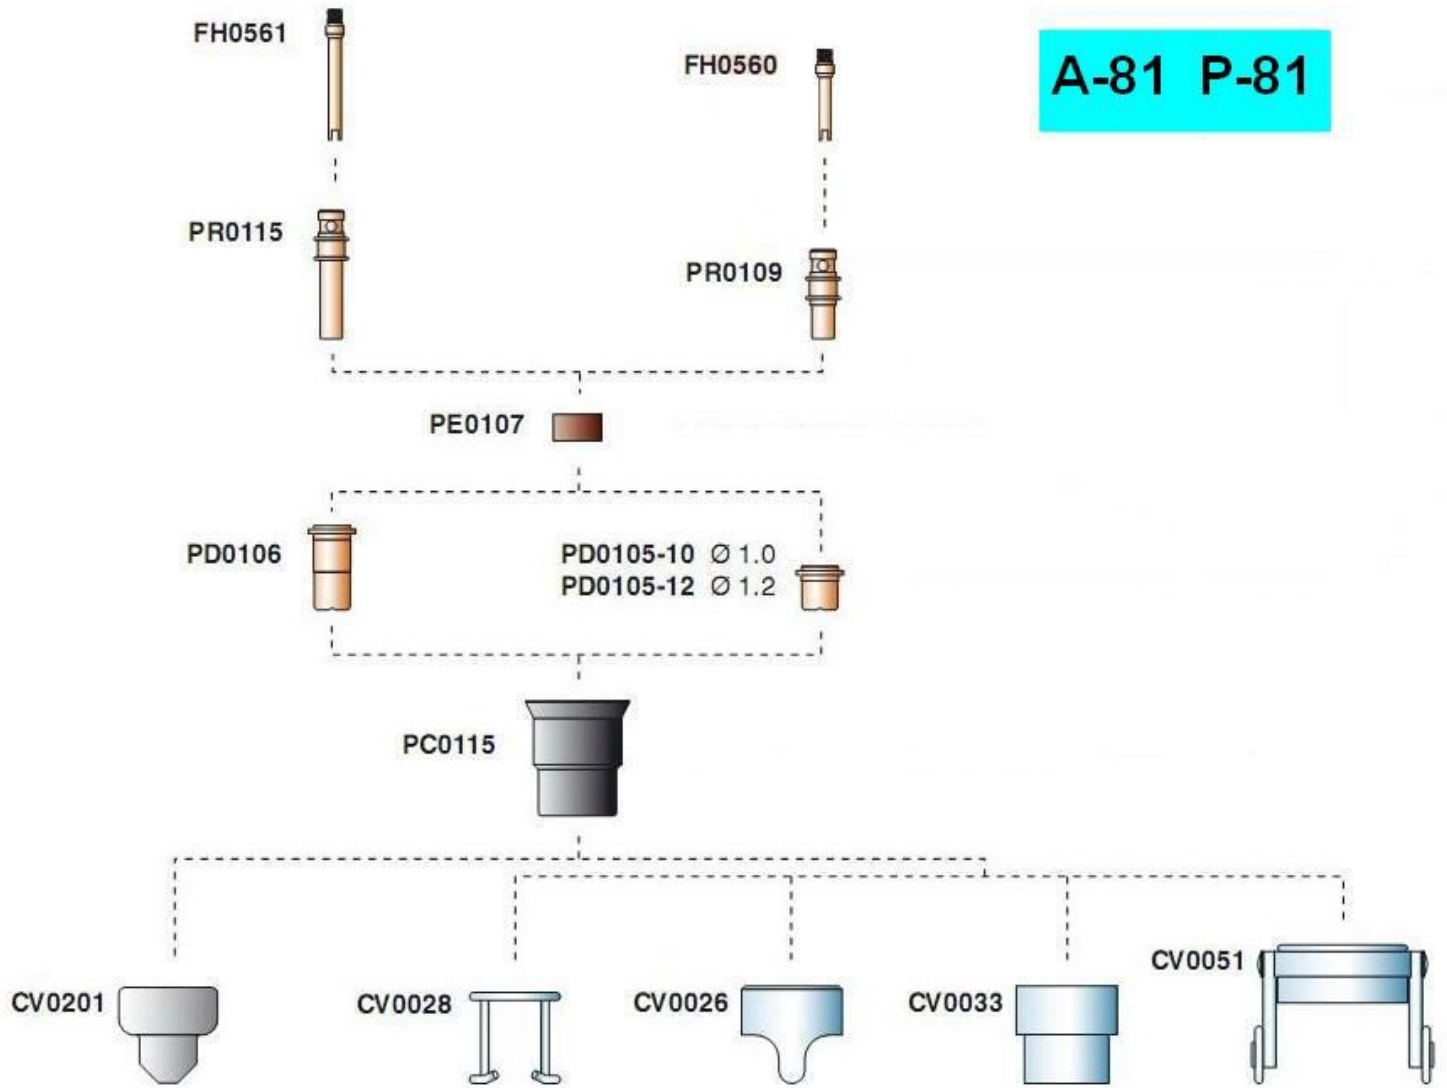 FH0561
FH0560
A-81 P-81
PR0115
PR0109
PE0107
PD0106
PD0105-10 Ø 1.0
PD0105-12 Ø 1.2
PC0115
CV0201
CV0028
CV0026
CV0033
CV0051